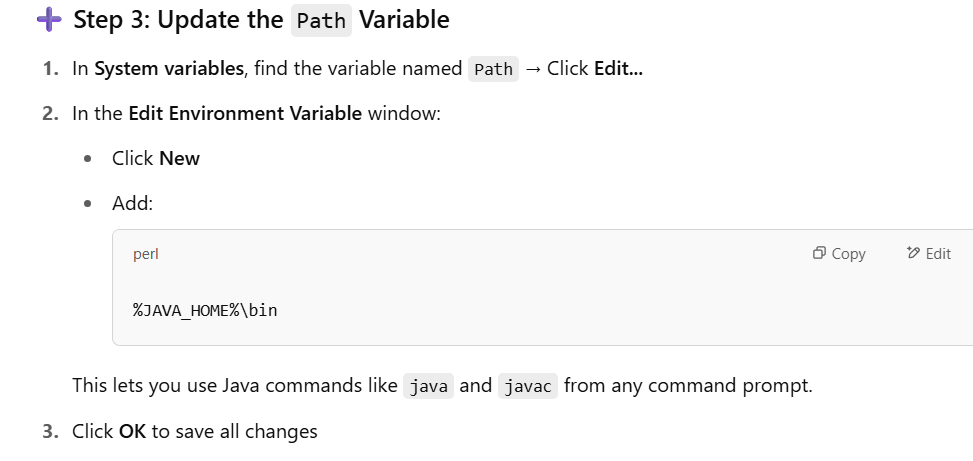 Step 3: Update the Path Variable
1. In System variables, find the variable named Path → Click Edit...
2. In the Edit Environment Variable window:
• Click New
• Add:
perl
Copy
Edit
%JAVA_HOME%\bin
This lets you use Java commands like java and javac from any command prompt.
3. Click OK to save all changes